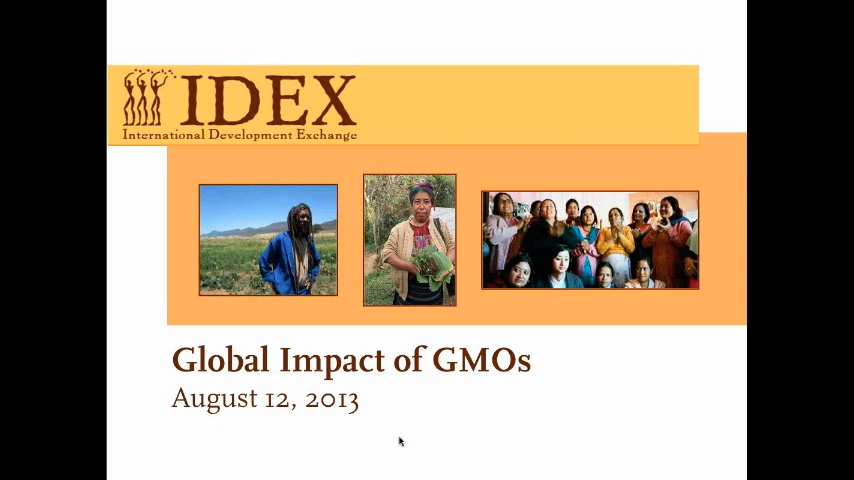 IDEX
International Development Exchange
Global Impact of GMOs
August 12, 2013